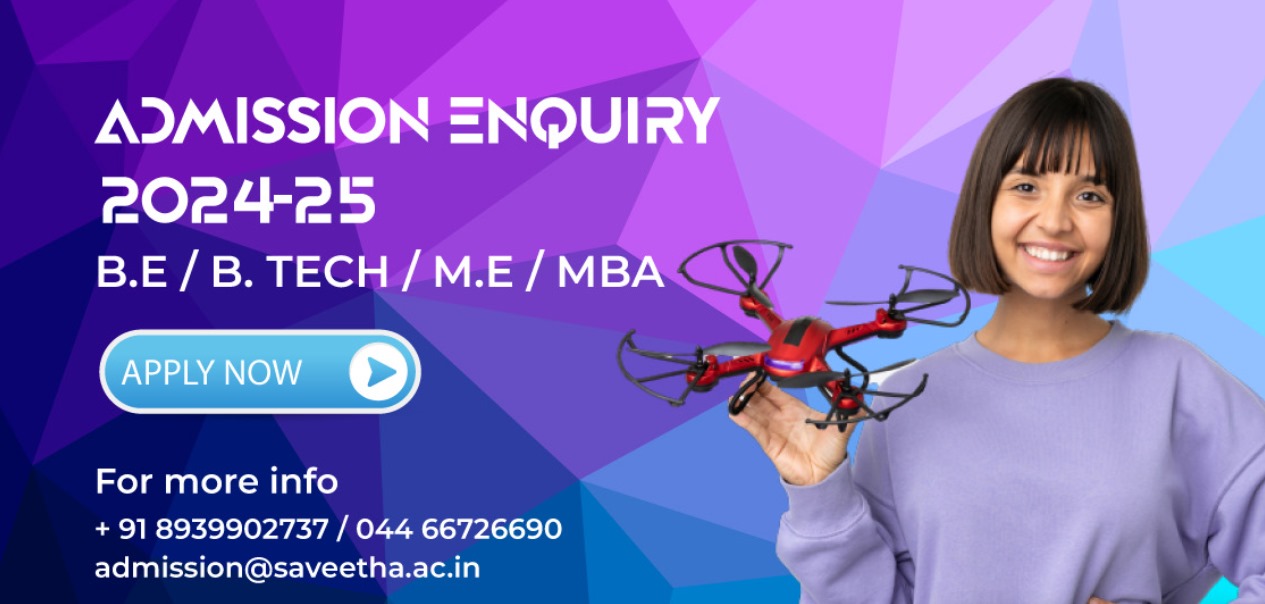 ADMISSION ENQUIRY
2024-25
B.E / B. TECH / M.E / MBA
APPLY NOW
For more info
+ 91 8939902737 / 044 66726690
admission@saveetha.ac.in